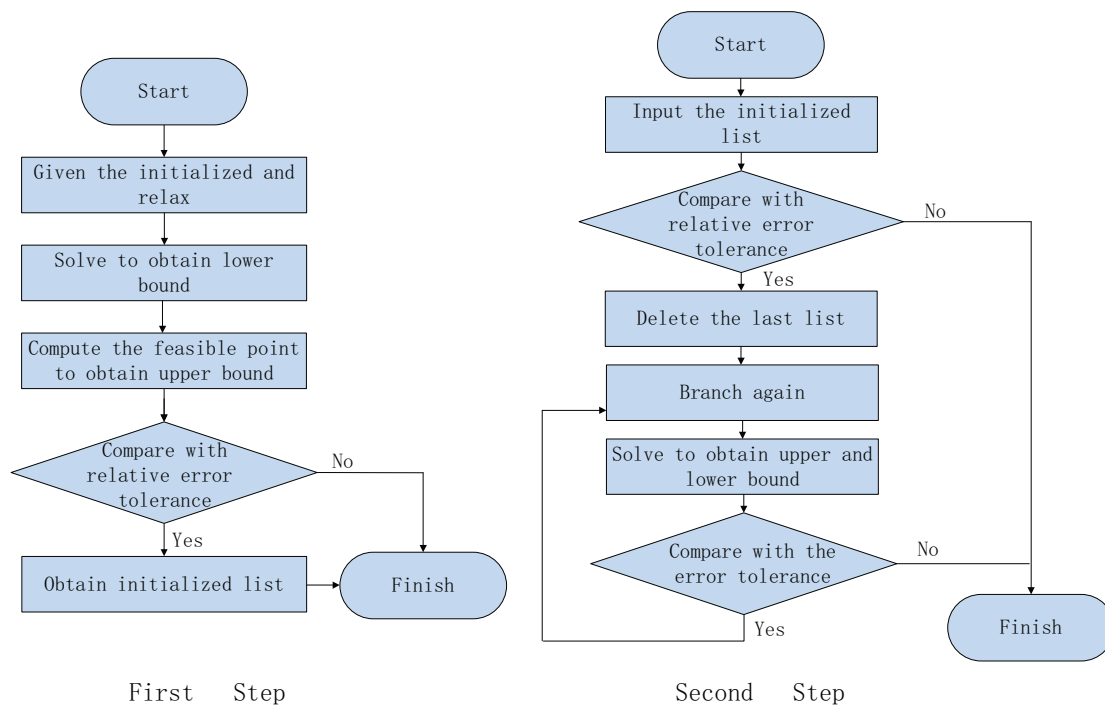 Start
Given the initialized and
relax
Solve to obtain lower
bound
Compute the feasible point
to obtain upper bound
Compare with
relative error
tolerance
No
Yes
Obtain initialized list
Finish
First Step
Start
Input the initialized
list
Compare with
relative error
tolerance
No
Yes
Delete the last list
Branch again
Solve to obtain upper and
lower bound
Compare with the
error tolerance
No
Yes
Finish
Second Step